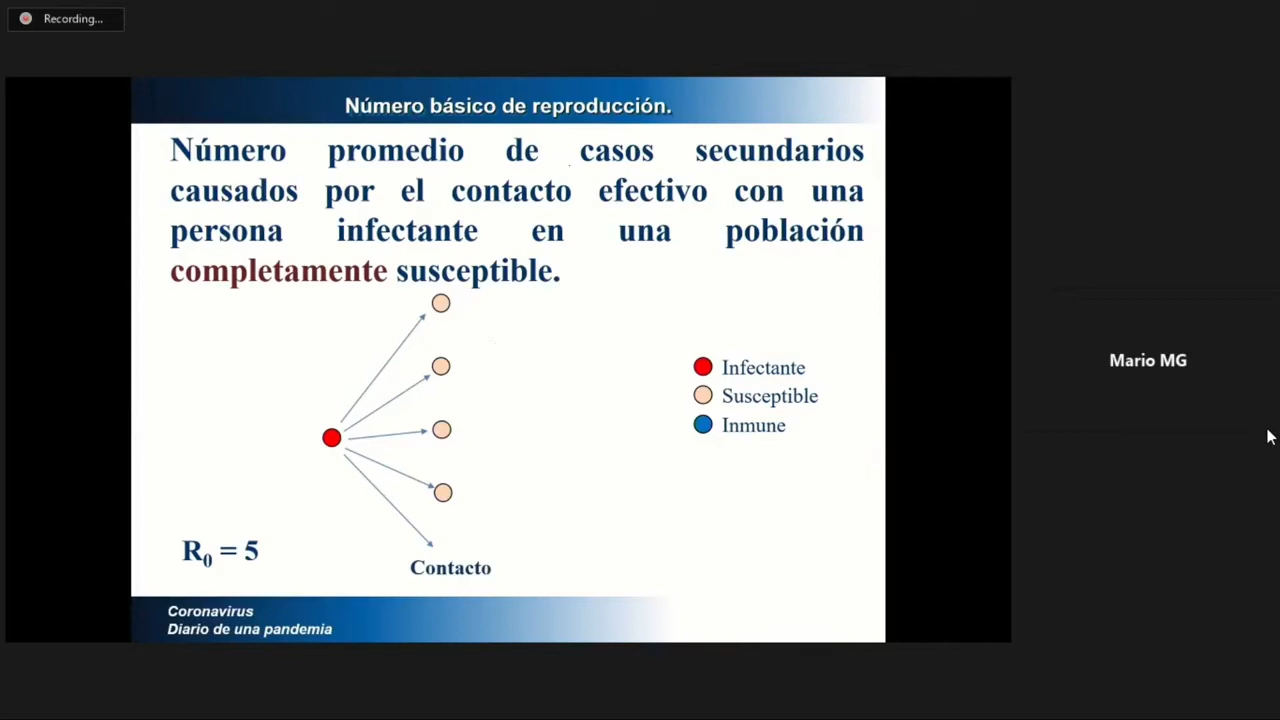 Recording...
Número básico de reproducción.
Número promedio de casos secundarios
causados por el contacto efectivo con una
persona infectante en una población
completamente susceptible.
Infectante
Mario MG
Susceptible
Inmune
R₀ = 5
Contacto
Coronavirus
Diario de una pandemia